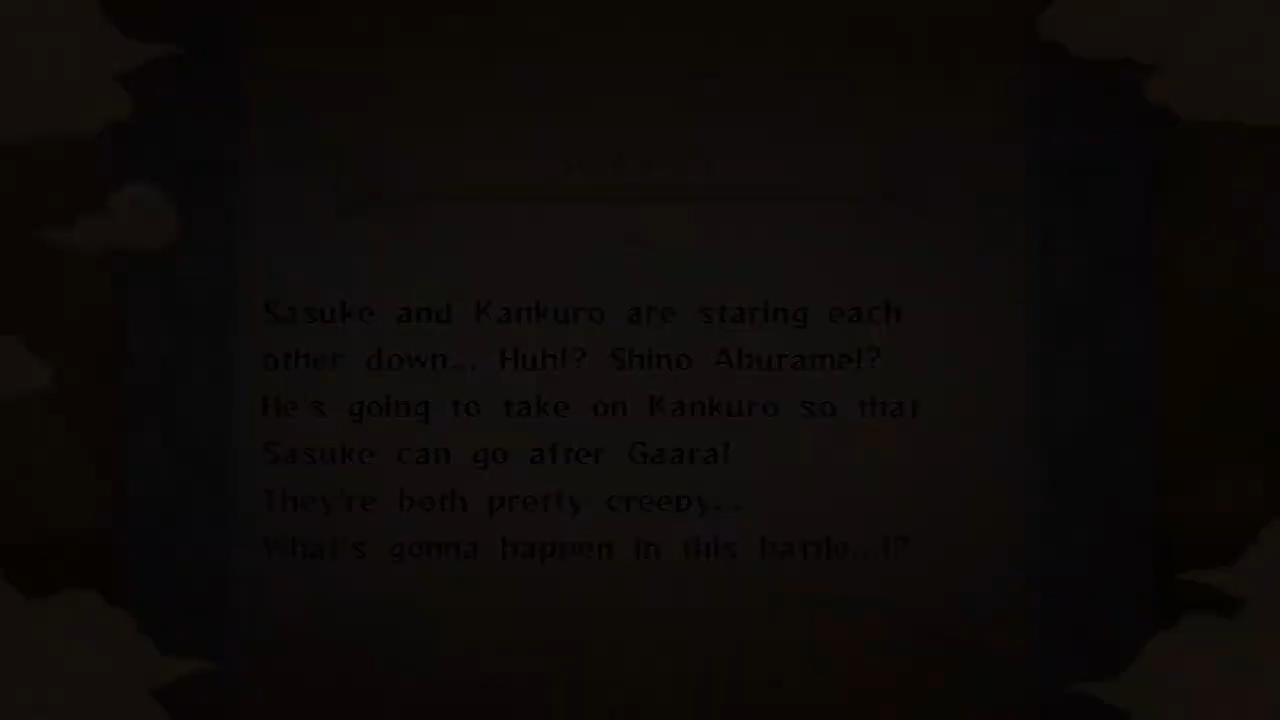 Sasuke and Kankuro are staring each
other down... Huh!? Shino Aburame!?
He's going to take on Kankuro so that
Sasuke can go after Gaara!
They're both pretty creepy...
What's gonna happen in this battle...!?